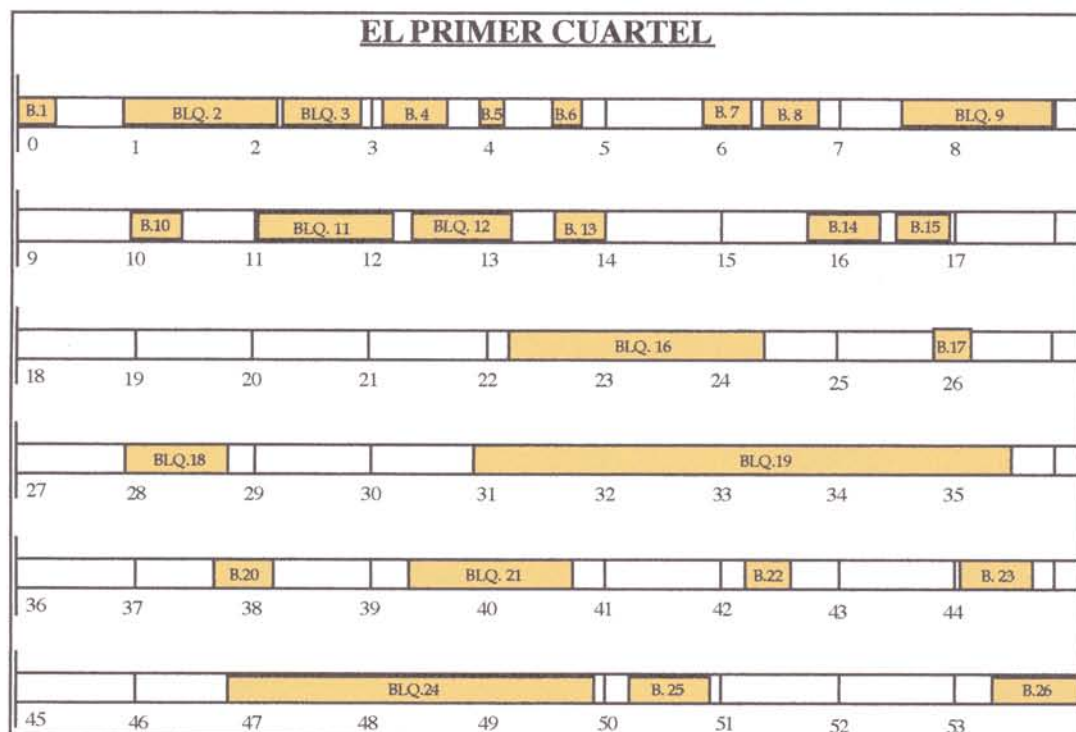 EL PRIMER CUARTEL
B.1 BLQ. 2 BLQ. 3 B. 4 B.5 B.6 B. 7 B. 8 BLQ. 9
0 1 2 3 4 5 6 7 8
B.10 BLQ. 11 BLQ. 12 B. 13 B.14 B.15
9 10 11 12 13 14 15 16 17
BLQ. 16 B.17
18 19 20 21 22 23 24 25 26
BLQ.18 BLQ.19
27 28 29 30 31 32 33 34 35
B.20 BLQ. 21 B.22 B. 23
36 37 38 39 40 41 42 43 44
BLQ.24 B. 25 B.26
45 46 47 48 49 50 51 52 53